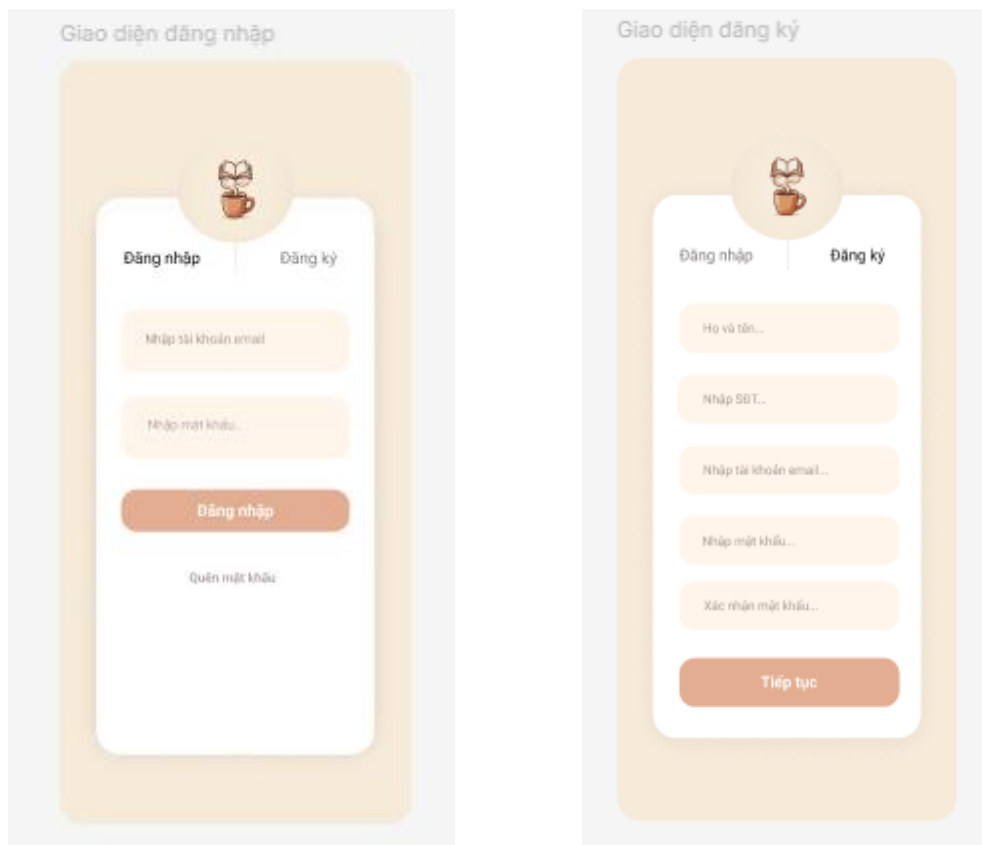 Giao diện đăng nhập
Đăng nhập
Đăng ký
Nhập tài khoản email
Nhập mật khẩu...
Đăng nhập
Quên mật khẩu
Giao diện đăng ký
Đăng nhập
Đăng ký
Họ và tên...
Nhập SĐT...
Nhập tài khoản email...
Nhập mật khẩu...
Xác nhận mật khẩu...
Tiếp tục